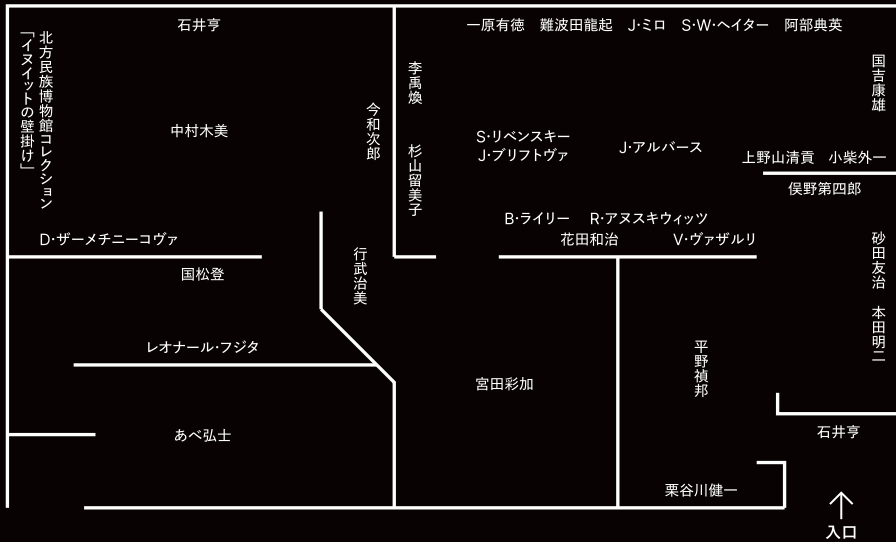 石井亨
一原有徳 難波田龍起 J・ミロ S・W・ヘイター 阿部典英
北方民族博物館コレクション
「イヌイットの壁掛け」
国吉康雄
李禹煥
今和次郎
中村木美
S・リベンスキー
J・ブリフトヴァ
J・アルバース
杉山留美子
上野山清貢 小柴外一
俣野第四郎
B・ライリー R・アヌスキウィッツ
花田和治 V・ヴァザルリ
D・ザーメチニーコヴァ
行武治美
砂田友治 本田明二
国松登
レオナール・フジタ
平野禎邦
宮田彩加
あべ弘士
石井亨
栗谷川健一
入口